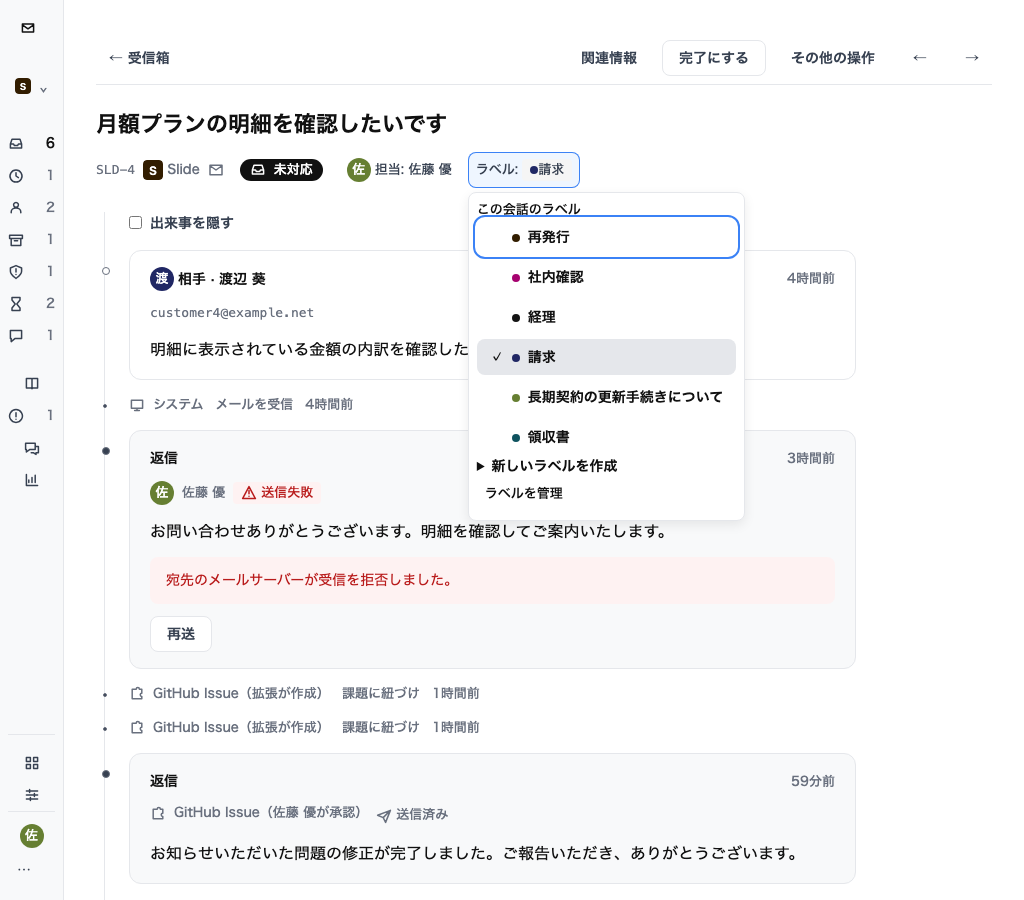 ← 受信箱
関連情報
完了にする
その他の操作
←
→
S
月額プランの明細を確認したいです
SLD-4 S Slide 未対応 佐 担当: 佐藤 優 ラベル: 請求
6
1
2
1
1
2
1
1
この会話のラベル
再発行
社内確認
経理
✓ 請求
長期契約の更新手続きについて
領収書
▶ 新しいラベルを作成
ラベルを管理
出来事を隠す
渡 相手 · 渡辺 葵
4時間前
customer4@example.net
明細に表示されている金額の内訳を確認した
システム メールを受信 4時間前
返信
3時間前
佐 佐藤 優 送信失敗
お問い合わせありがとうございます。明細を確認してご案内いたします。
宛先のメールサーバーが受信を拒否しました。
再送
GitHub Issue（拡張が作成） 課題に紐づけ 1時間前
GitHub Issue（拡張が作成） 課題に紐づけ 1時間前
返信
59分前
GitHub Issue（佐藤 優が承認） 送信済み
お知らせいただいた問題の修正が完了しました。ご報告いただき、ありがとうございます。
佐
…